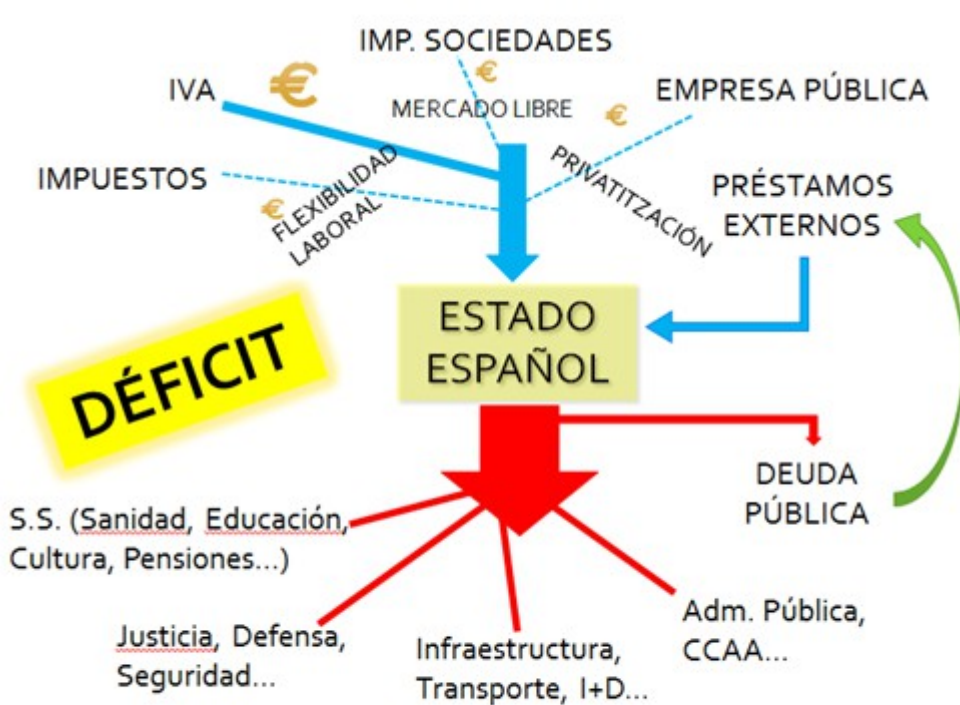 IMP. SOCIEDADES
€
IVA
€
MERCADO LIBRE
€
EMPRESA PÚBLICA
IMPUESTOS
€
FLEXIBILIDAD
LABORAL
PRIVATITZACIÓN
PRÉSTAMOS
EXTERNOS
ESTADO
ESPAÑOL
DÉFICIT
DEUDA
PÚBLICA
S.S. (Sanidad, Educación,
Cultura, Pensiones...)
Justicia, Defensa,
Seguridad...
Infraestructura,
Transporte, I+D...
Adm. Pública,
CCAA...